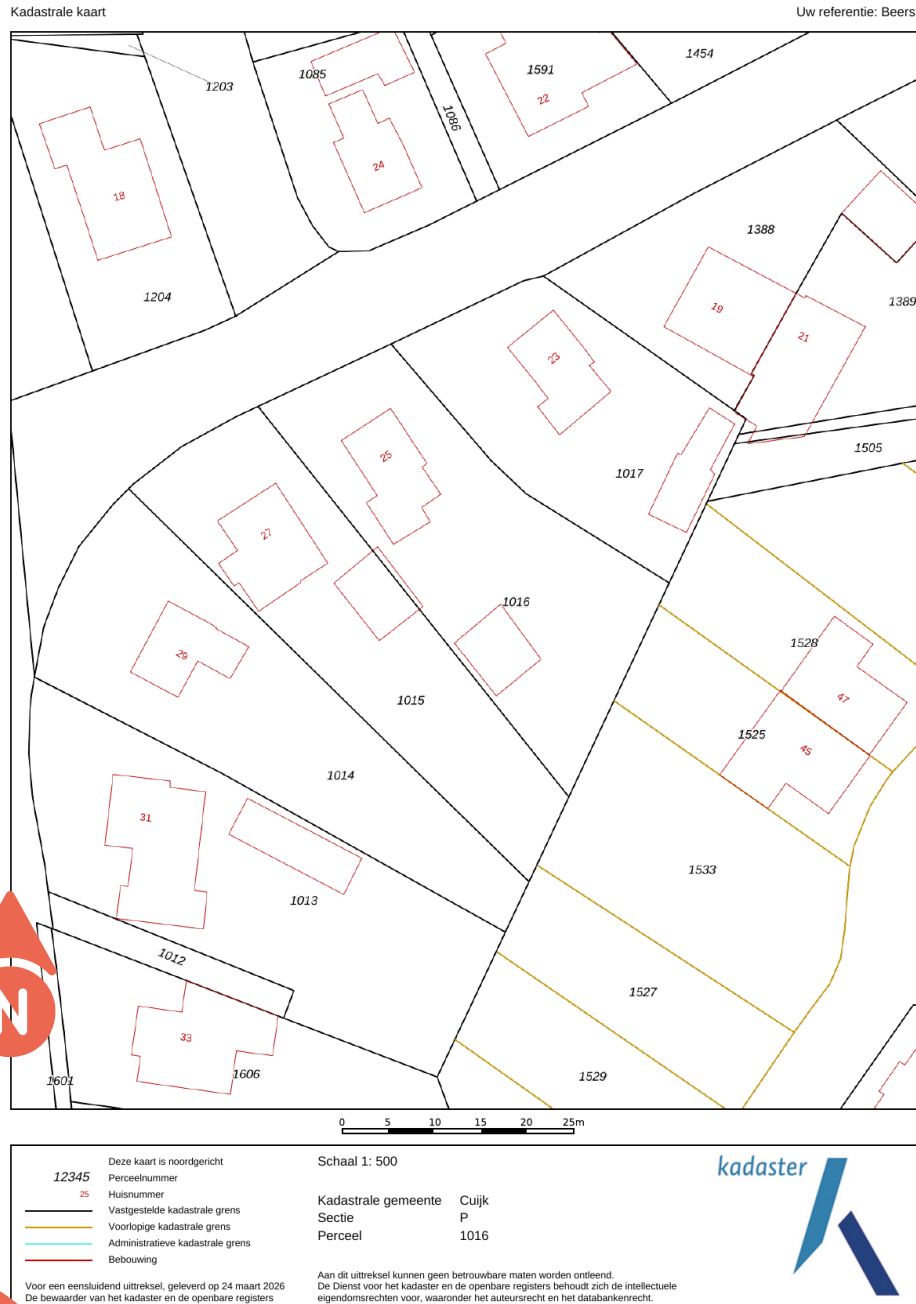 Kadastrale kaart
Uw referentie: Beers
1203
1085
1086
1591
22
1454
24
18
1204
1388
19
21
1389
23
1505
25
1017
27
1016
29
1528
47
1015
1525
45
1014
31
1533
1013
1012
1527
N
33
1601
1606
1529
0 5 10 15 20 25m
Deze kaart is noordgericht
12345 Perceelnummer
25 Huisnummer
Vastgestelde kadastrale grens
Voorlopige kadastrale grens
Administratieve kadastrale grens
Bebouwing
Voor een eensluidend uittreksel, geleverd op 24 maart 2026
De bewaarder van het kadaster en de openbare registers
Schaal 1: 500
Kadastrale gemeente Cuijk
Sectie P
Perceel 1016
Aan dit uittreksel kunnen geen betrouwbare maten worden ontleend.
De Dienst voor het kadaster en de openbare registers behoudt zich de intellectuele
eigendomsrechten voor, waaronder het auteursrecht en het databankenrecht.
kadaster